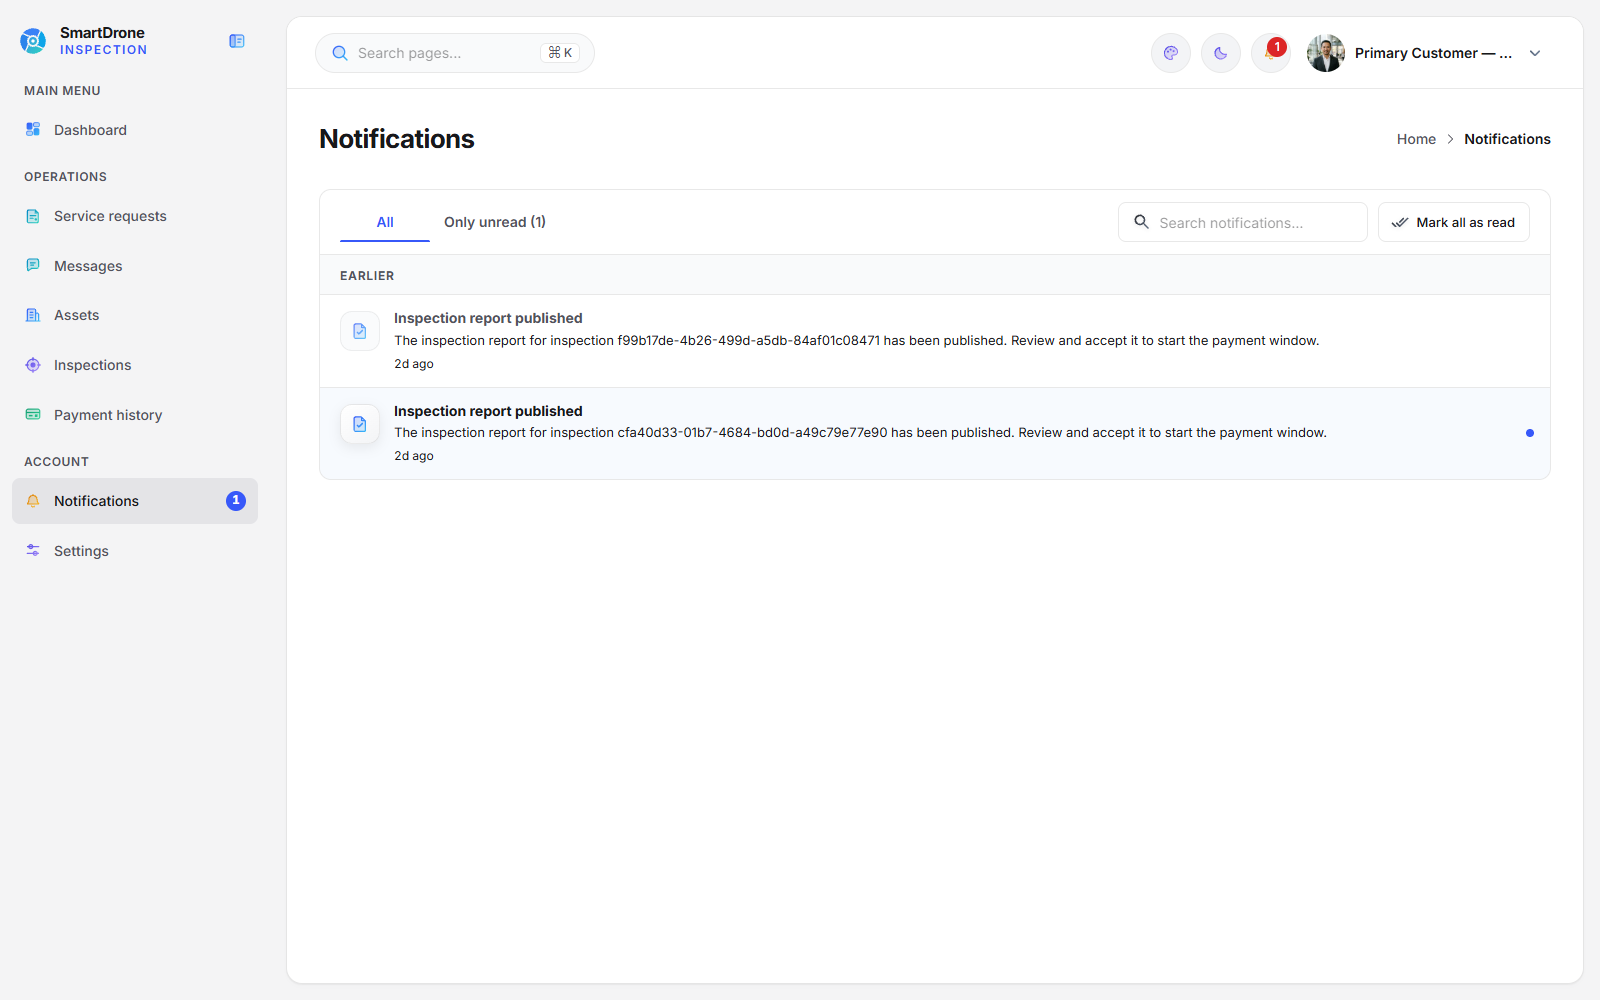 SmartDrone
INSPECTION
MAIN MENU
Dashboard
OPERATIONS
Service requests
Messages
Assets
Inspections
Payment history
ACCOUNT
Notifications
1
Settings
Search pages...
⌘ K
1
Primary Customer — ...
Notifications
Home > Notifications
All
Only unread (1)
Search notifications...
Mark all as read
EARLIER
Inspection report published
The inspection report for inspection f99b17de-4b26-499d-a5db-84af01c08471 has been published. Review and accept it to start the payment window.
2d ago
Inspection report published
The inspection report for inspection cfa40d33-01b7-4684-bd0d-a49c79e77e90 has been published. Review and accept it to start the payment window.
2d ago